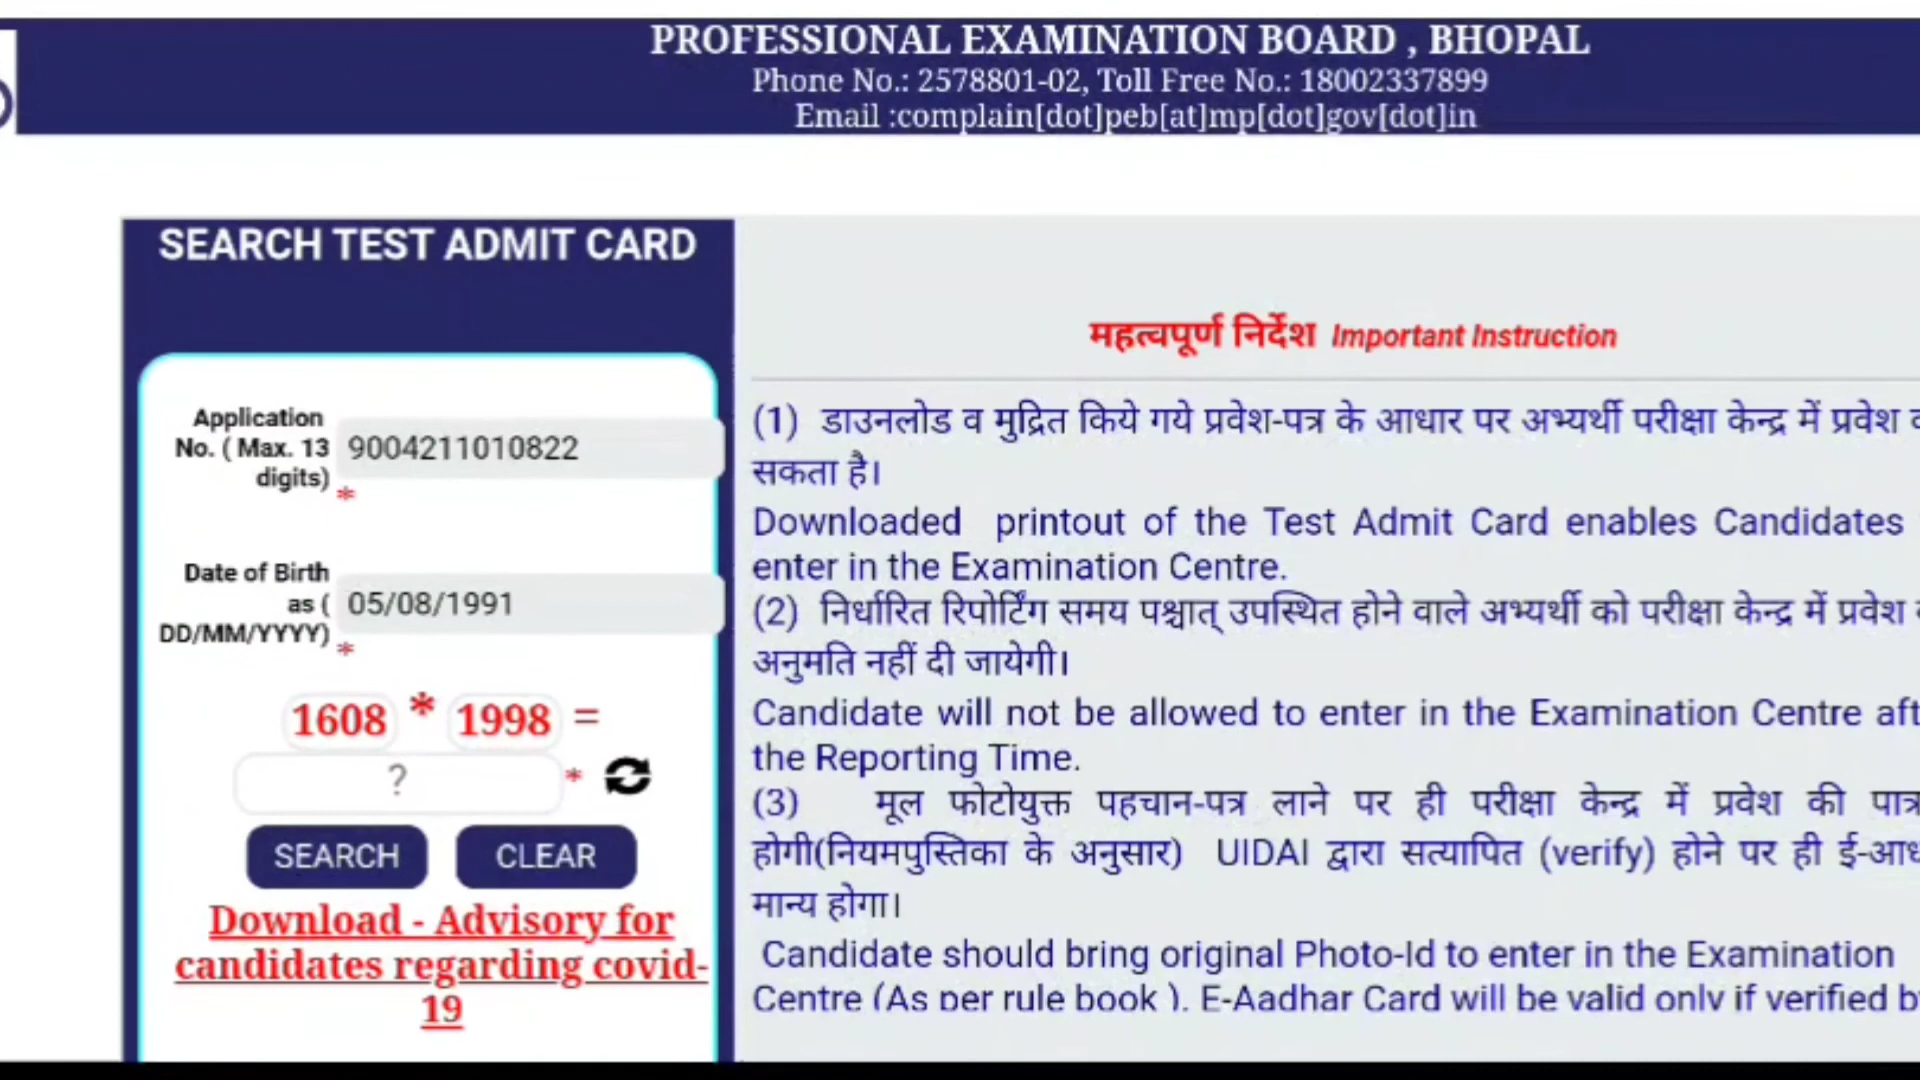 PROFESSIONAL EXAMINATION BOARD , BHOPAL
Phone No.: 2578801-02, Toll Free No.: 18002337899
Email :complain[dot]peb[at]mp[dot]gov[dot]in
SEARCH TEST ADMIT CARD
Application
No. ( Max. 13
digits)
*
9004211010822
Date of Birth
as (
DD/MM/YYYY)
*
05/08/1991
1608 * 1998 =
? *
SEARCH CLEAR
Download - Advisory for
candidates regarding covid-
19
महत्वपूर्ण निर्देश Important Instruction
(1) डाउनलोड व मुद्रित किये गये प्रवेश-पत्र के आधार पर अभ्यर्थी परीक्षा केन्द्र में प्रवेश
सकता है।
Downloaded printout of the Test Admit Card enables Candidates
enter in the Examination Centre.
(2) निर्धारित रिपोर्टिंग समय पश्चात् उपस्थित होने वाले अभ्यर्थी को परीक्षा केन्द्र में प्रवेश
अनुमति नहीं दी जायेगी।
Candidate will not be allowed to enter in the Examination Centre aft
the Reporting Time.
(3) मूल फोटोयुक्त पहचान-पत्र लाने पर ही परीक्षा केन्द्र में प्रवेश की पात्र
होगी(नियमपुस्तिका के अनुसार) UIDAI द्वारा सत्यापित (verify) होने पर ही ई-आध
मान्य होगा।
Candidate should bring original Photo-Id to enter in the Examination
Centre (As per rule book ). E-Aadhar Card will be valid only if verified by